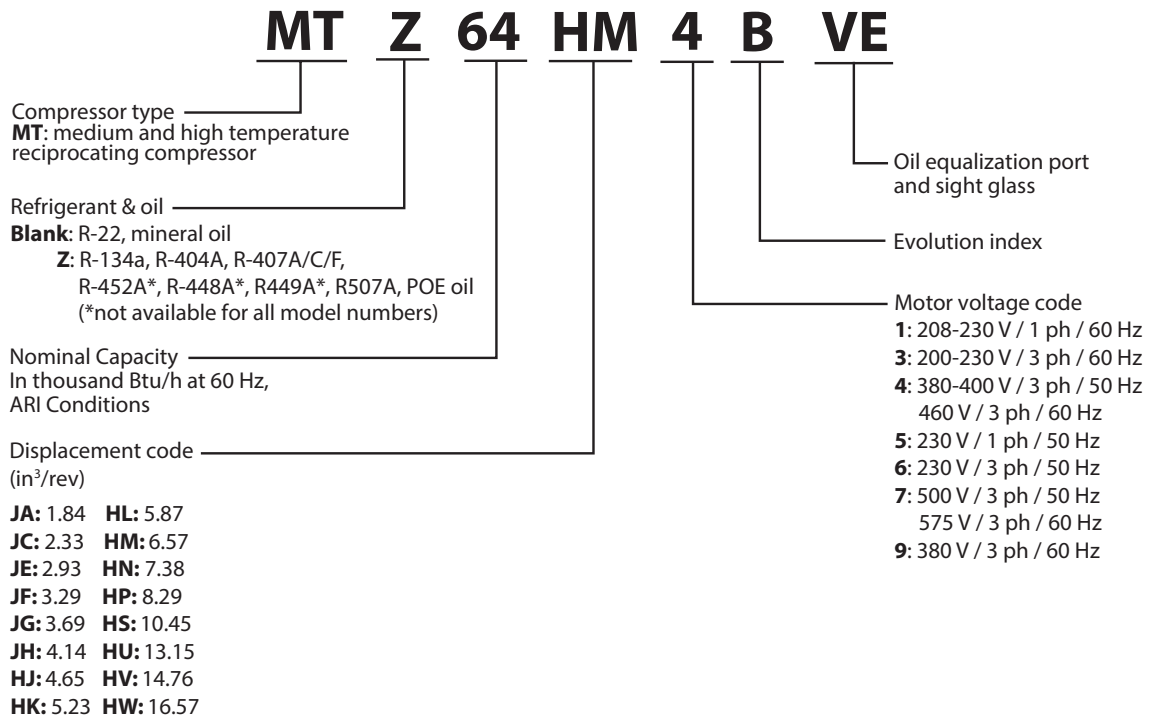 MT Z 64 HM 4 B VE
Compressor type
MT: medium and high temperature
reciprocating compressor
Refrigerant & oil
Blank: R-22, mineral oil
Z: R-134a, R-404A, R-407A/C/F,
R-452A*, R-448A*, R449A*, R507A, POE oil
(*not available for all model numbers)
Nominal Capacity
In thousand Btu/h at 60 Hz,
ARI Conditions
Displacement code
(in³/rev)
JA: 1.84 HL: 5.87
JC: 2.33 HM: 6.57
JE: 2.93 HN: 7.38
JF: 3.29 HP: 8.29
JG: 3.69 HS: 10.45
JH: 4.14 HU: 13.15
HJ: 4.65 HV: 14.76
HK: 5.23 HW: 16.57
Oil equalization port
and sight glass
Evolution index
Motor voltage code
1: 208-230 V / 1 ph / 60 Hz
3: 200-230 V / 3 ph / 60 Hz
4: 380-400 V / 3 ph / 50 Hz
460 V / 3 ph / 60 Hz
5: 230 V / 1 ph / 50 Hz
6: 230 V / 3 ph / 50 Hz
7: 500 V / 3 ph / 50 Hz
575 V / 3 ph / 60 Hz
9: 380 V / 3 ph / 60 Hz